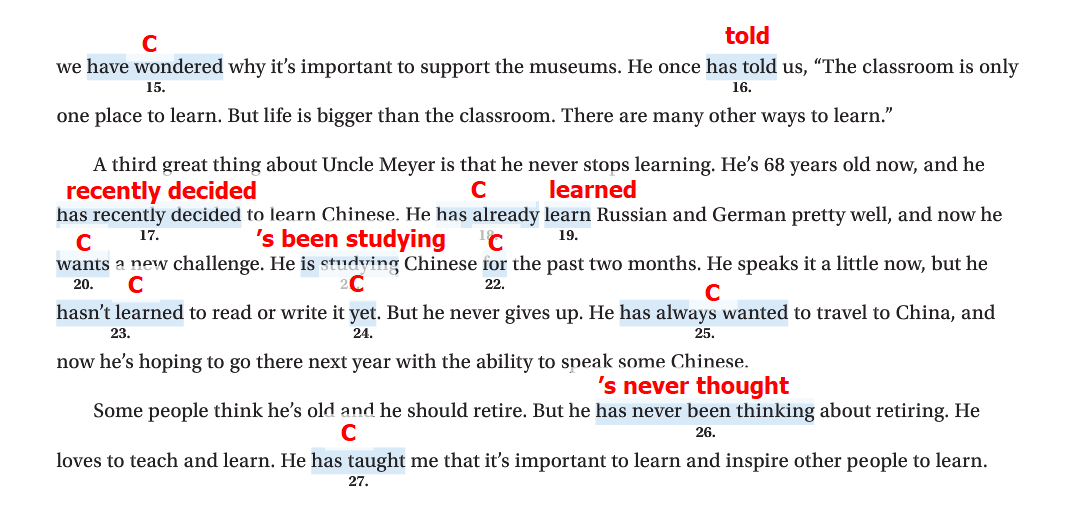 C told
we have wondered why it’s important to support the museums. He once has told us, “The classroom is only
15. 16.
one place to learn. But life is bigger than the classroom. There are many other ways to learn.”
A third great thing about Uncle Meyer is that he never stops learning. He’s 68 years old now, and he
recently decided C learned
has recently decided to learn Chinese. He has already learn Russian and German pretty well, and now he
17. 18. 19.
C ’s been studying C
wants a new challenge. He is studying Chinese for the past two months. He speaks it a little now, but he
20. 22.
C C C
hasn’t learned to read or write it yet. But he never gives up. He has always wanted to travel to China, and
23. 24. 25.
now he’s hoping to go there next year with the ability to speak some Chinese.
’s never thought
Some people think he’s old and he should retire. But he has never been thinking about retiring. He
26.
C
loves to teach and learn. He has taught me that it’s important to learn and inspire other people to learn.
27.